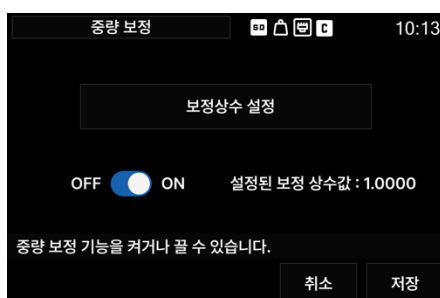 중량 보정 SD C 10:13
보정상수 설정
OFF ON 설정된 보정 상수값 : 1.0000
중량 보정 기능을 켜거나 끌 수 있습니다.
취소 저장